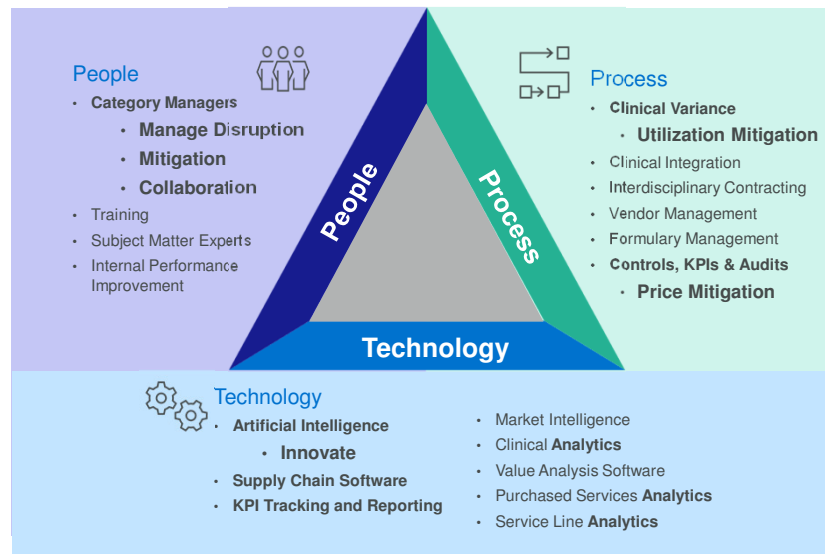 People
• Category Managers
• Manage Disruption
• Mitigation
• Collaboration
• Training
• Subject Matter Experts
• Internal Performance
Improvement
Process
• Clinical Variance
• Utilization Mitigation
• Clinical Integration
• Interdisciplinary Contracting
• Vendor Management
• Formulary Management
• Controls, KPIs & Audits
• Price Mitigation
People
Process
Technology
Technology
• Artificial Intelligence
• Innovate
• Supply Chain Software
• KPI Tracking and Reporting
• Market Intelligence
• Clinical Analytics
• Value Analysis Software
• Purchased Services Analytics
• Service Line Analytics